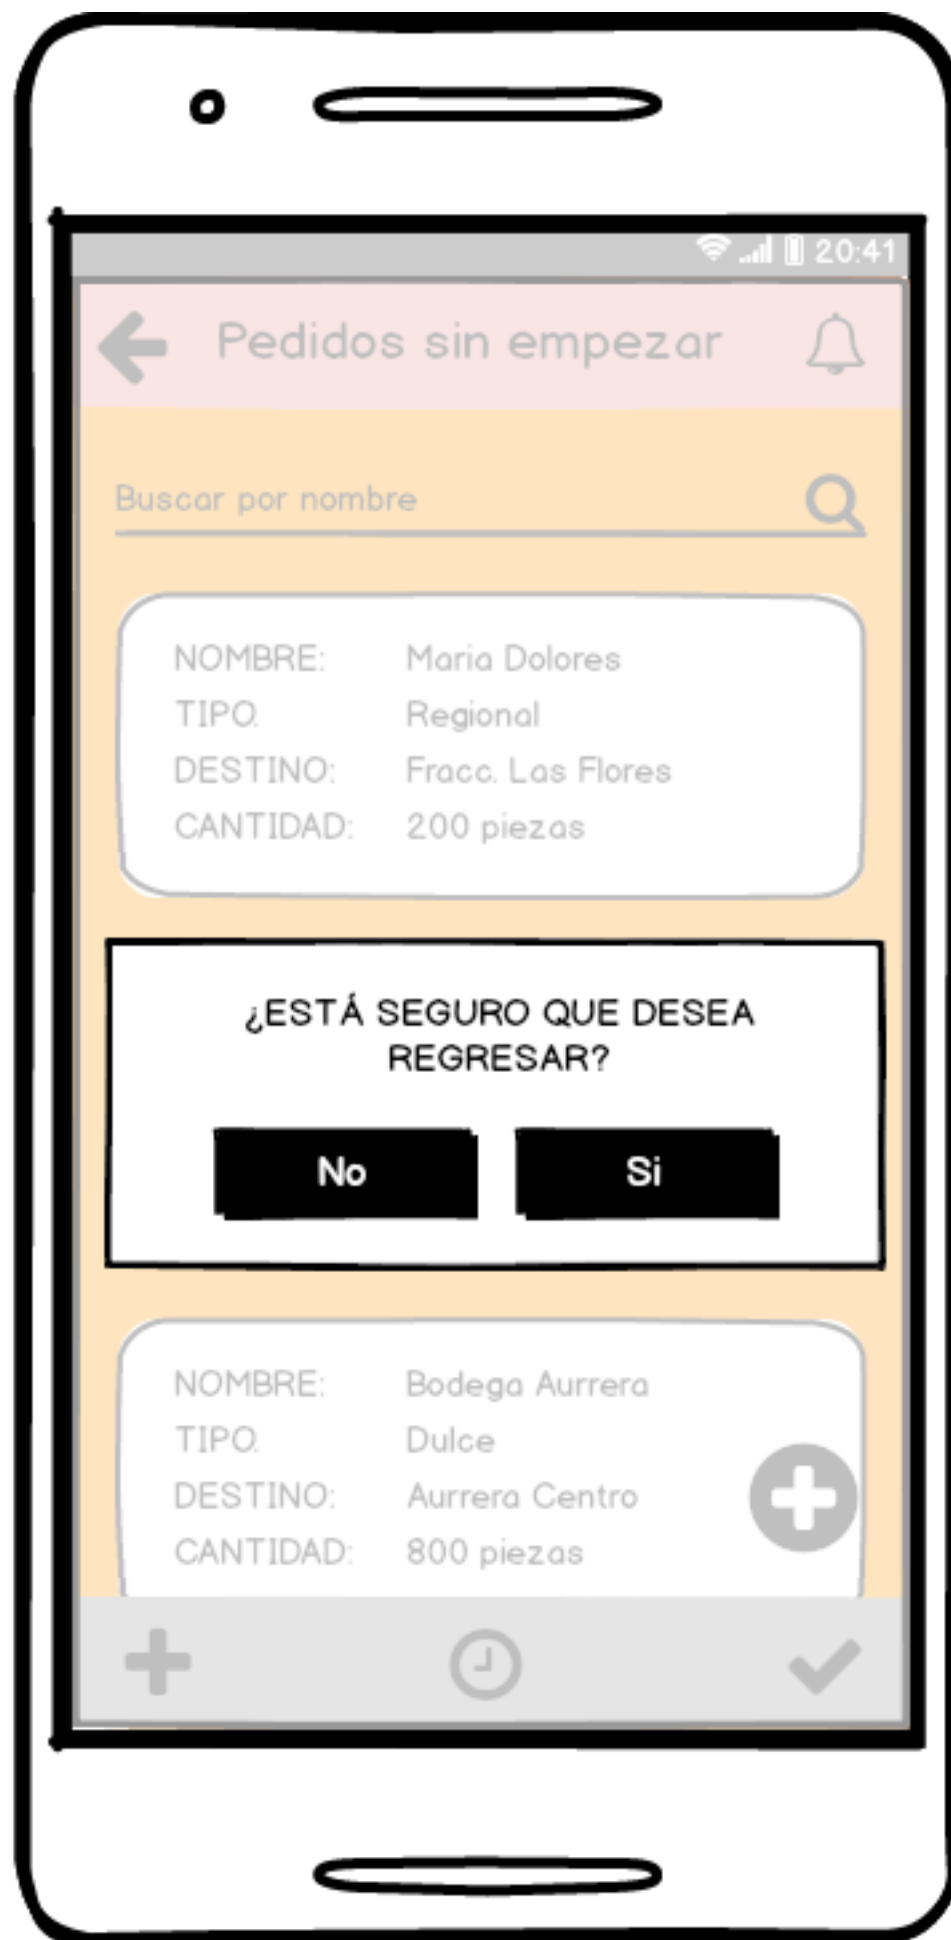 20:41
Pedidos sin empezar
Buscar por nombre
NOMBRE: Maria Dolores
TIPO. Regional
DESTINO: Fracc. Las Flores
CANTIDAD: 200 piezas
¿ESTÁ SEGURO QUE DESEA
REGRESAR?
No Si
NOMBRE: Bodega Aurrera
TIPO. Dulce
DESTINO: Aurrera Centro
CANTIDAD: 800 piezas